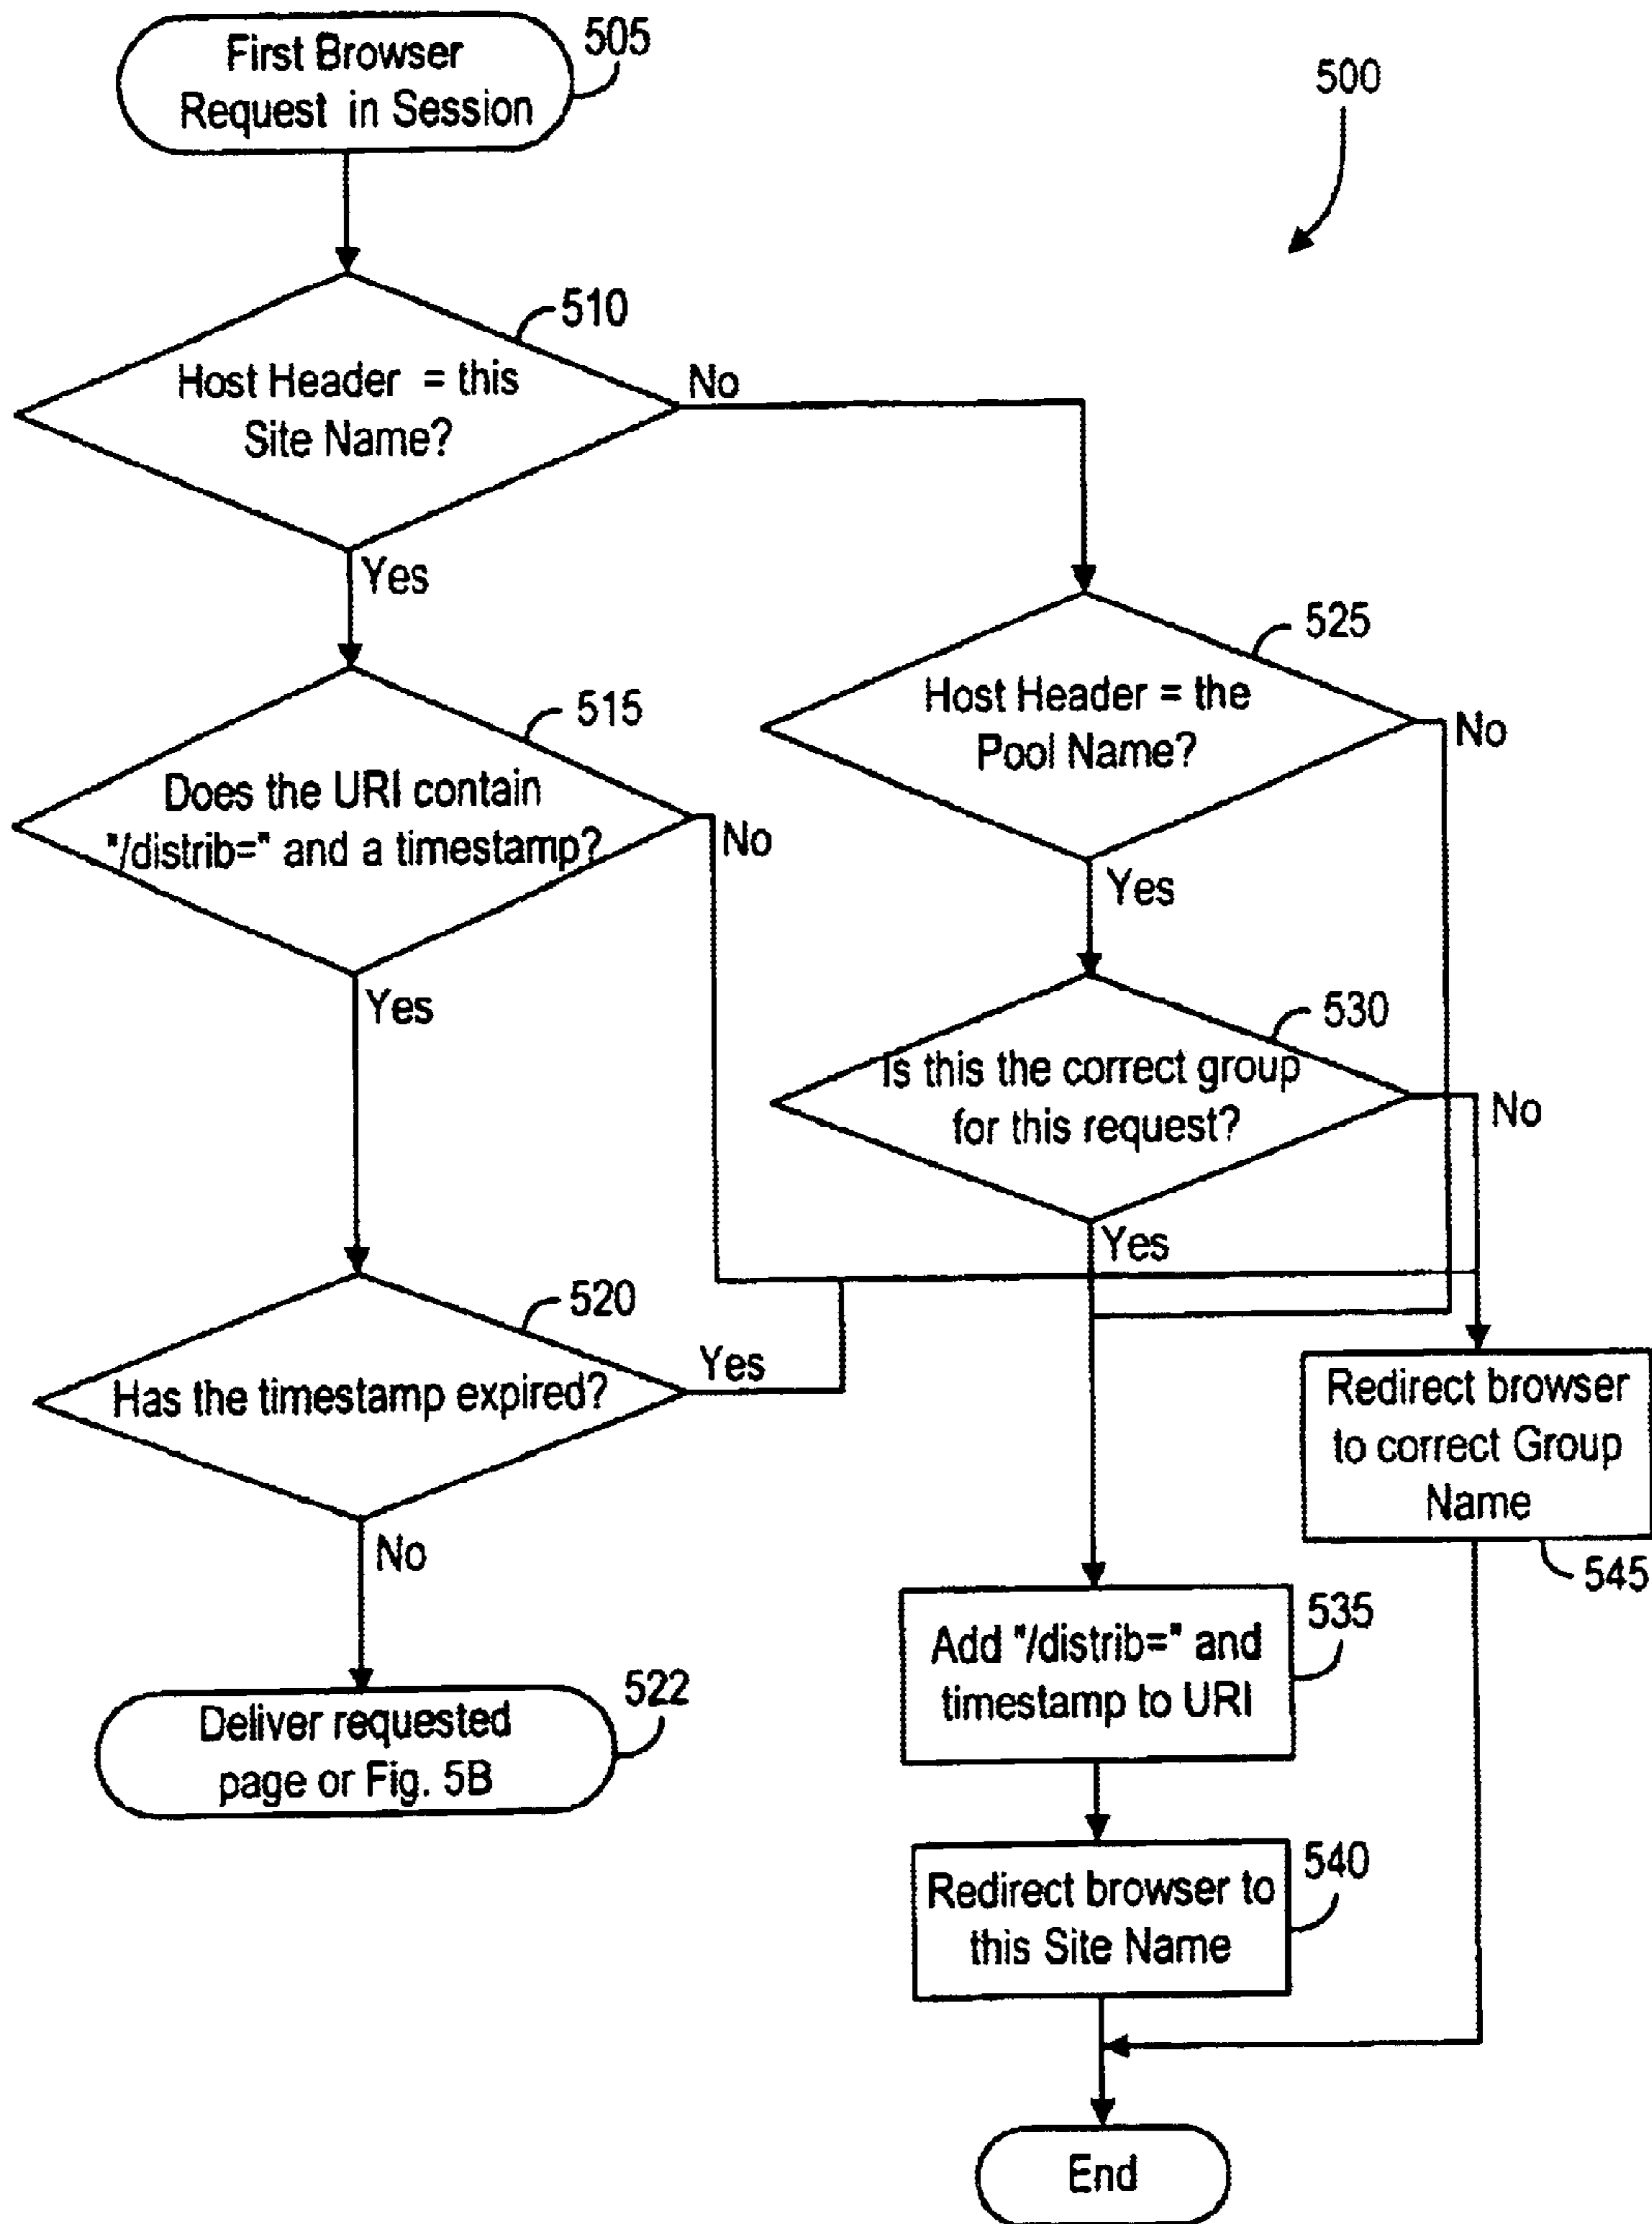 First Browser
Request in Session
505
500
510
Host Header = this
Site Name?
No
Yes
525
Host Header = the
Pool Name?
No
515
Does the URI contain
"/distrib=" and a timestamp?
No
Yes
Yes
530
Is this the correct group
for this request?
No
Yes
520
Has the timestamp expired?
Yes
No
Redirect browser
to correct Group
Name
545
535
Add "/distrib=" and
timestamp to URI
522
Deliver requested
page or Fig. 5B
540
Redirect browser to
this Site Name
End